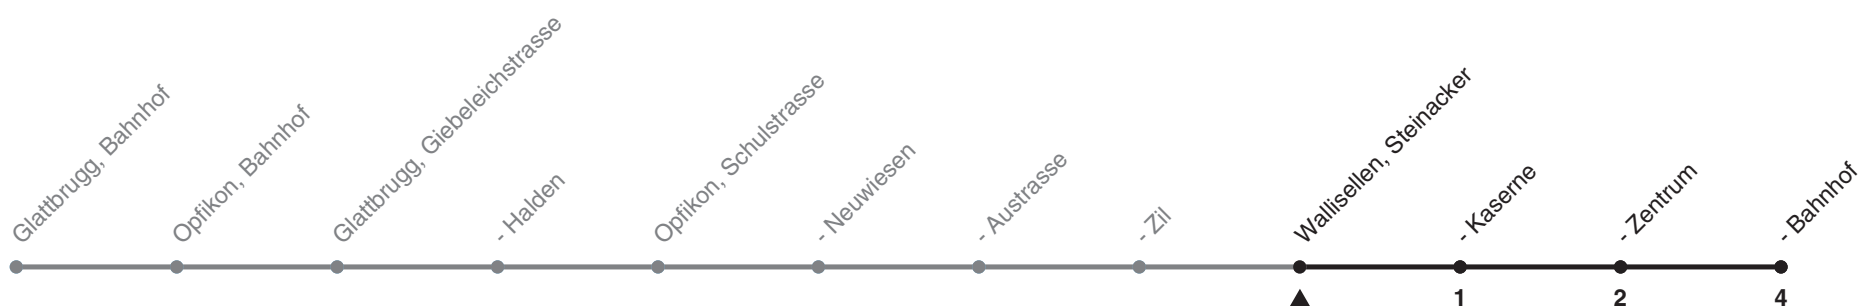 Glattbrugg, Bahnhof
Opfikon, Bahnhof
Glattbrugg, Giebeleichstrasse
- Halden
Opfikon, Schulstrasse
- Neuwiesen
- Austrasse
- Zil
Wallisellen, Steinacker
- Kaserne
- Zentrum
- Bahnhof
1
2
4